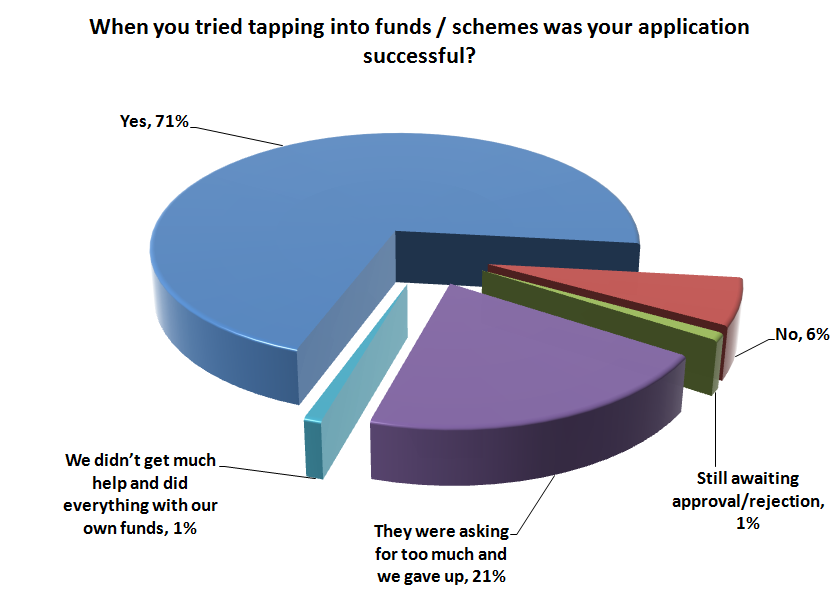 When you tried tapping into funds / schemes was your application
successful?
Yes, 71%
No, 6%
Still awaiting
approval/rejection,
1%
They were asking
for too much and
we gave up, 21%
We didn’t get much
help and did
everything with our
own funds, 1%